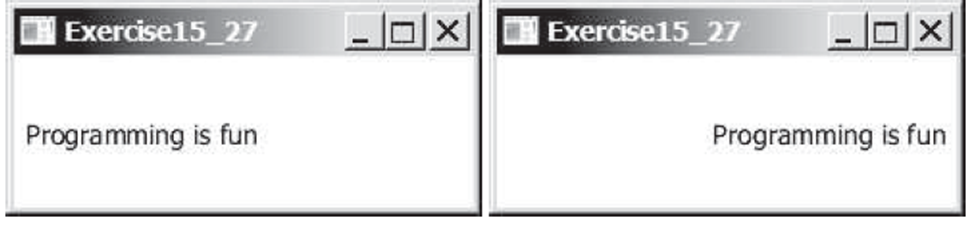 Exercise15_27
Programming is fun
Exercise15_27
Programming is fun